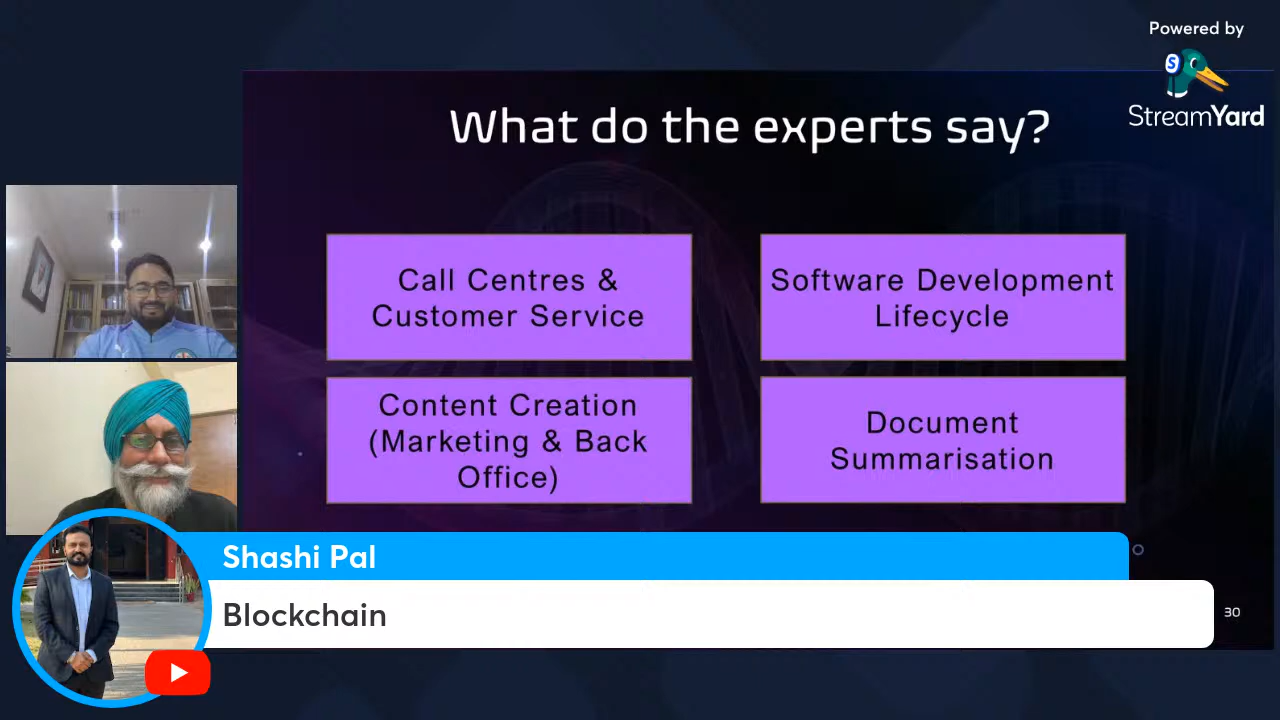 Powered by
S
StreamYard
What do the experts say?
Call Centres &
Customer Service
Software Development
Lifecycle
Content Creation
(Marketing & Back
Office)
Document
Summarisation
Shashi Pal
Blockchain
30